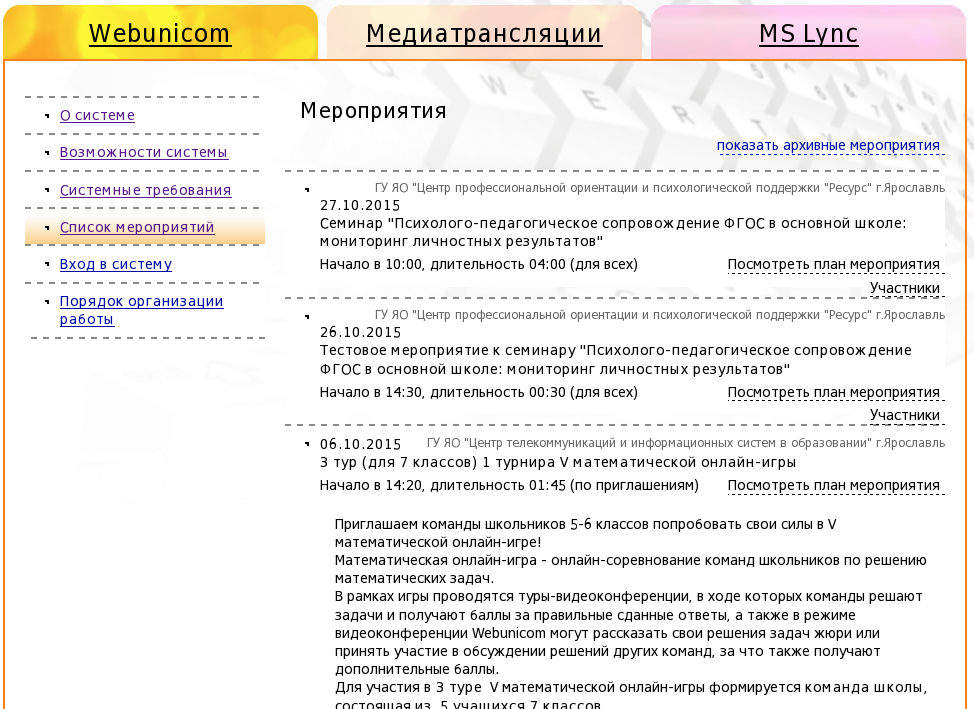 Webunicom
Медиатрансляции
MS Lync
О системе
Возможности системы
Системные требования
Список мероприятий
Вход в систему
Порядок организации
работы
Мероприятия
показать архивные мероприятия
ГУ ЯО "Центр профессиональной ориентации и психологической поддержки "Ресурс" г.Ярославль
27.10.2015
Семинар "Психолого-педагогическое сопровождение ФГОС в основной школе:
мониторинг личностных результатов"
Начало в 10:00, длительность 04:00 (для всех)
Посмотреть план мероприятия
Участники
ГУ ЯО "Центр профессиональной ориентации и психологической поддержки "Ресурс" г.Ярославль
26.10.2015
Тестовое мероприятие к семинару "Психолого-педагогическое сопровождение
ФГОС в основной школе: мониторинг личностных результатов"
Начало в 14:30, длительность 00:30 (для всех)
Посмотреть план мероприятия
Участники
06.10.2015
ГУ ЯО "Центр телекоммуникаций и информационных систем в образовании" г.Ярославль
3 тур (для 7 классов) 1 турнира V математической онлайн-игры
Начало в 14:20, длительность 01:45 (по приглашениям)
Посмотреть план мероприятия
Приглашаем команды школьников 5-6 классов попробовать свои силы в V
математической онлайн-игре!
Математическая онлайн-игра - онлайн-соревнование команд школьников по решению
математических задач.
В рамках игры проводятся туры-видеоконференции, в ходе которых команды решают
задачи и получают баллы за правильные сданные ответы, а также в режиме
видеоконференции Webunicom могут рассказать свои решения задач жюри или
принять участие в обсуждении решений других команд, за что также получают
дополнительные баллы.
Для участия в 3 туре V математической онлайн-игры формируется команда школы,
состоящая из 5 учащихся 7 классов